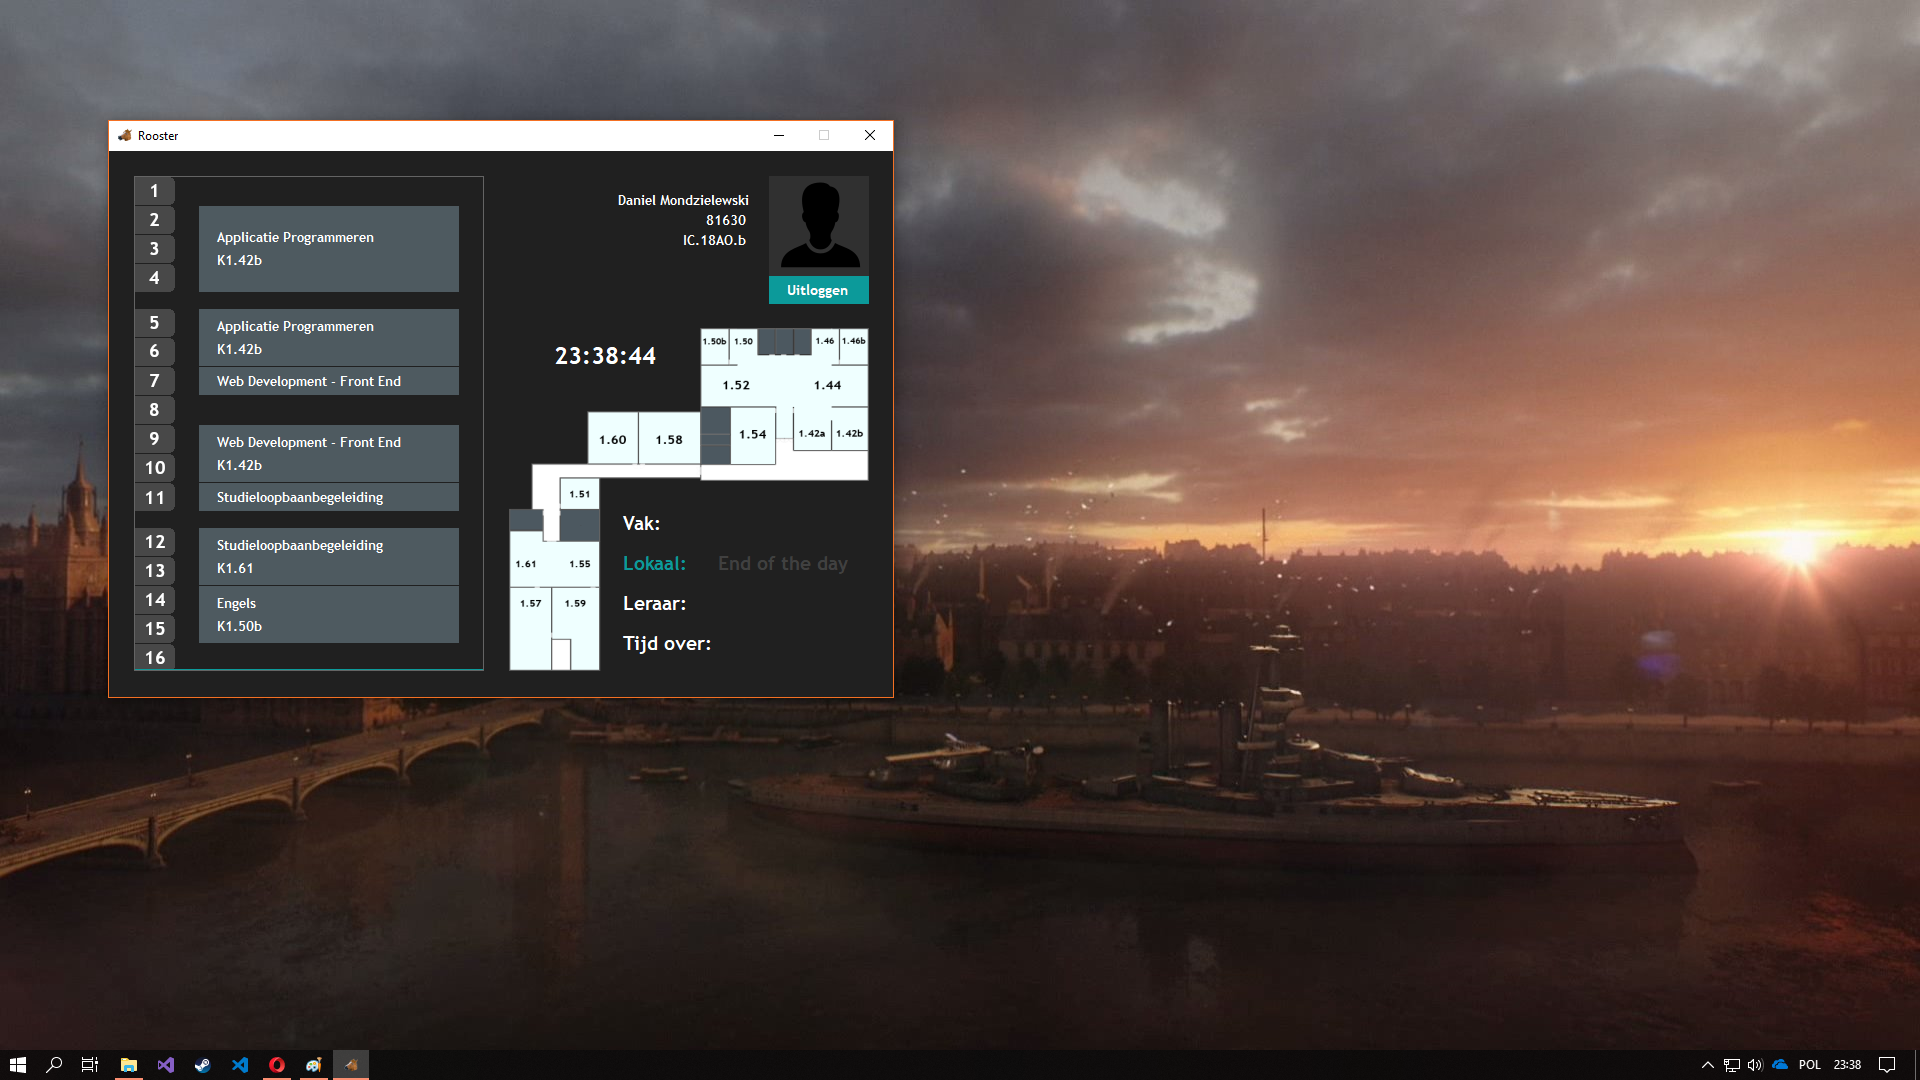 Rooster
1
2
3
4
5
6
7
8
9
10
11
12
13
14
15
16
Applicatie Programmeren
K1.42b
Applicatie Programmeren
K1.42b
Web Development - Front End
Web Development - Front End
K1.42b
Studieloopbaanbegeleiding
Studieloopbaanbegeleiding
K1.61
Engels
K1.50b
Daniel Mondzielewski
81630
IC.18AO.b
Uitloggen
23:38:44
1.50b 1.50 1.46 1.46b
1.52 1.44
1.60 1.58 1.54 1.42a 1.42b
1.51
1.61 1.55
1.57 1.59
Vak:
Lokaal: End of the day
Leraar:
Tijd over:
POL 23:38